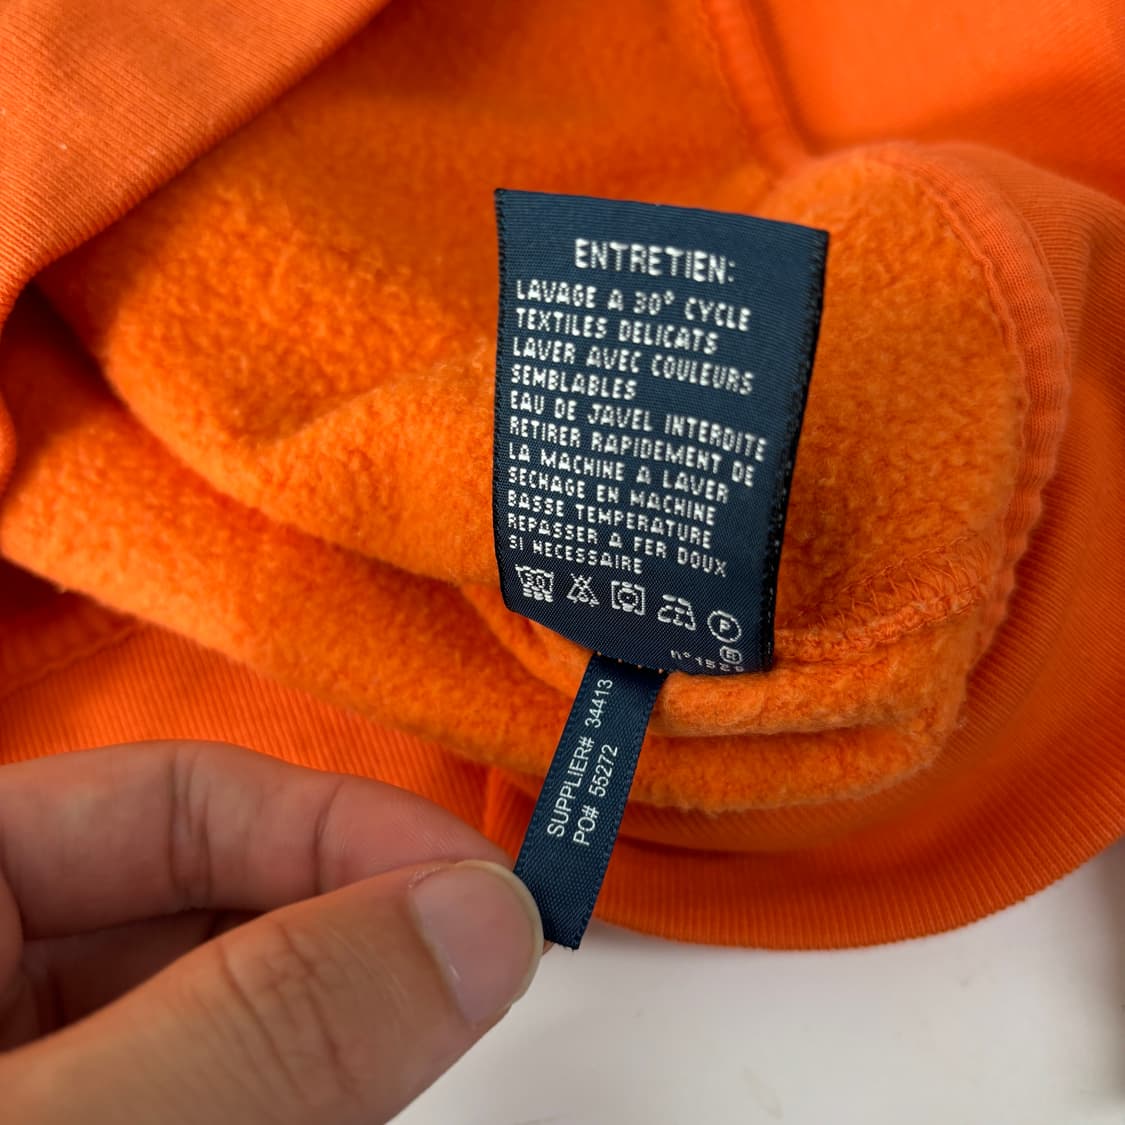 ENTRETIEN:
LAVAGE A 30° CYCLE
TEXTILES DELICATS
LAVER AVEC COULEURS
SEMBLABLES
EAU DE JAVEL INTERDITE
RETIRER RAPIDEMENT DE
LA MACHINE A LAVER
SECHAGE EN MACHINE
BASSE TEMPERATURE
REPASSER A FER DOUX
SI NECESSAIRE
30
P
SUPPLIER# 34413
PO# 55272